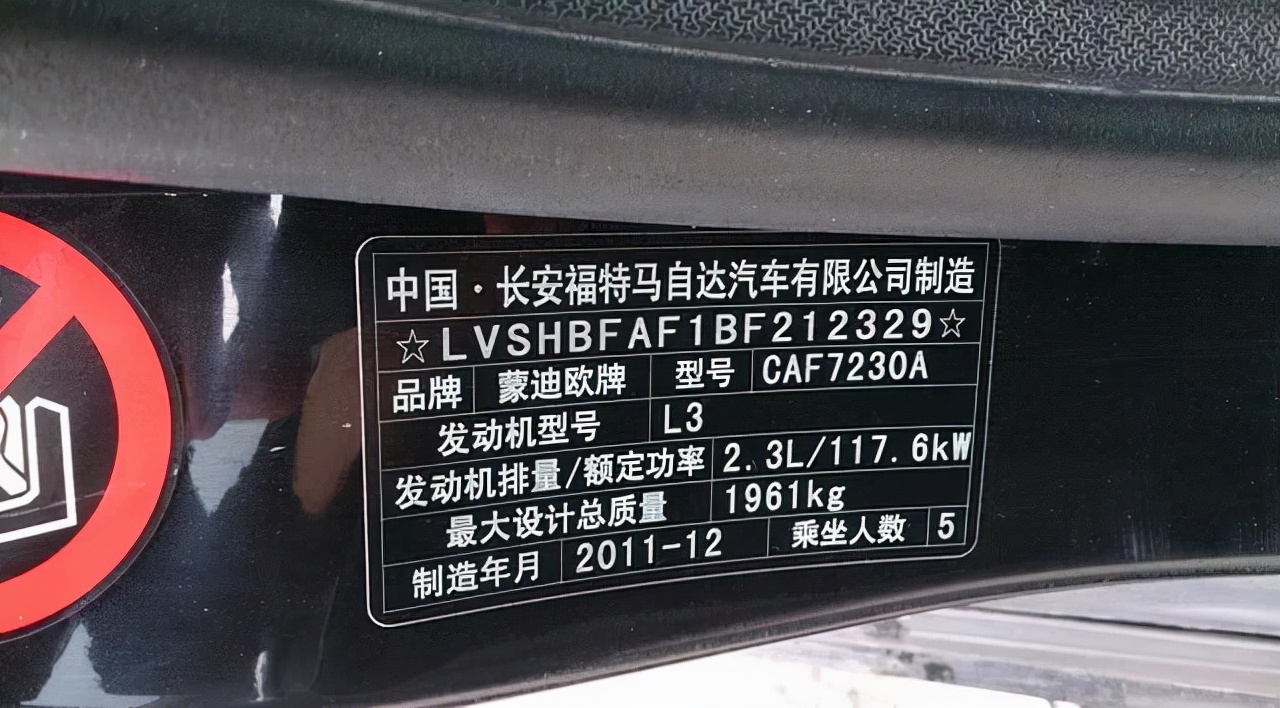 中国·长安福特马自达汽车有限公司制造
☆LVSHBFAF1BF212329☆
品牌 蒙迪欧牌 型号 CAF7230A
发动机型号 L3
发动机排量/额定功率 2.3L/117.6kW
最大设计总质量 1961kg
制造年月 2011-12 乘坐人数 5